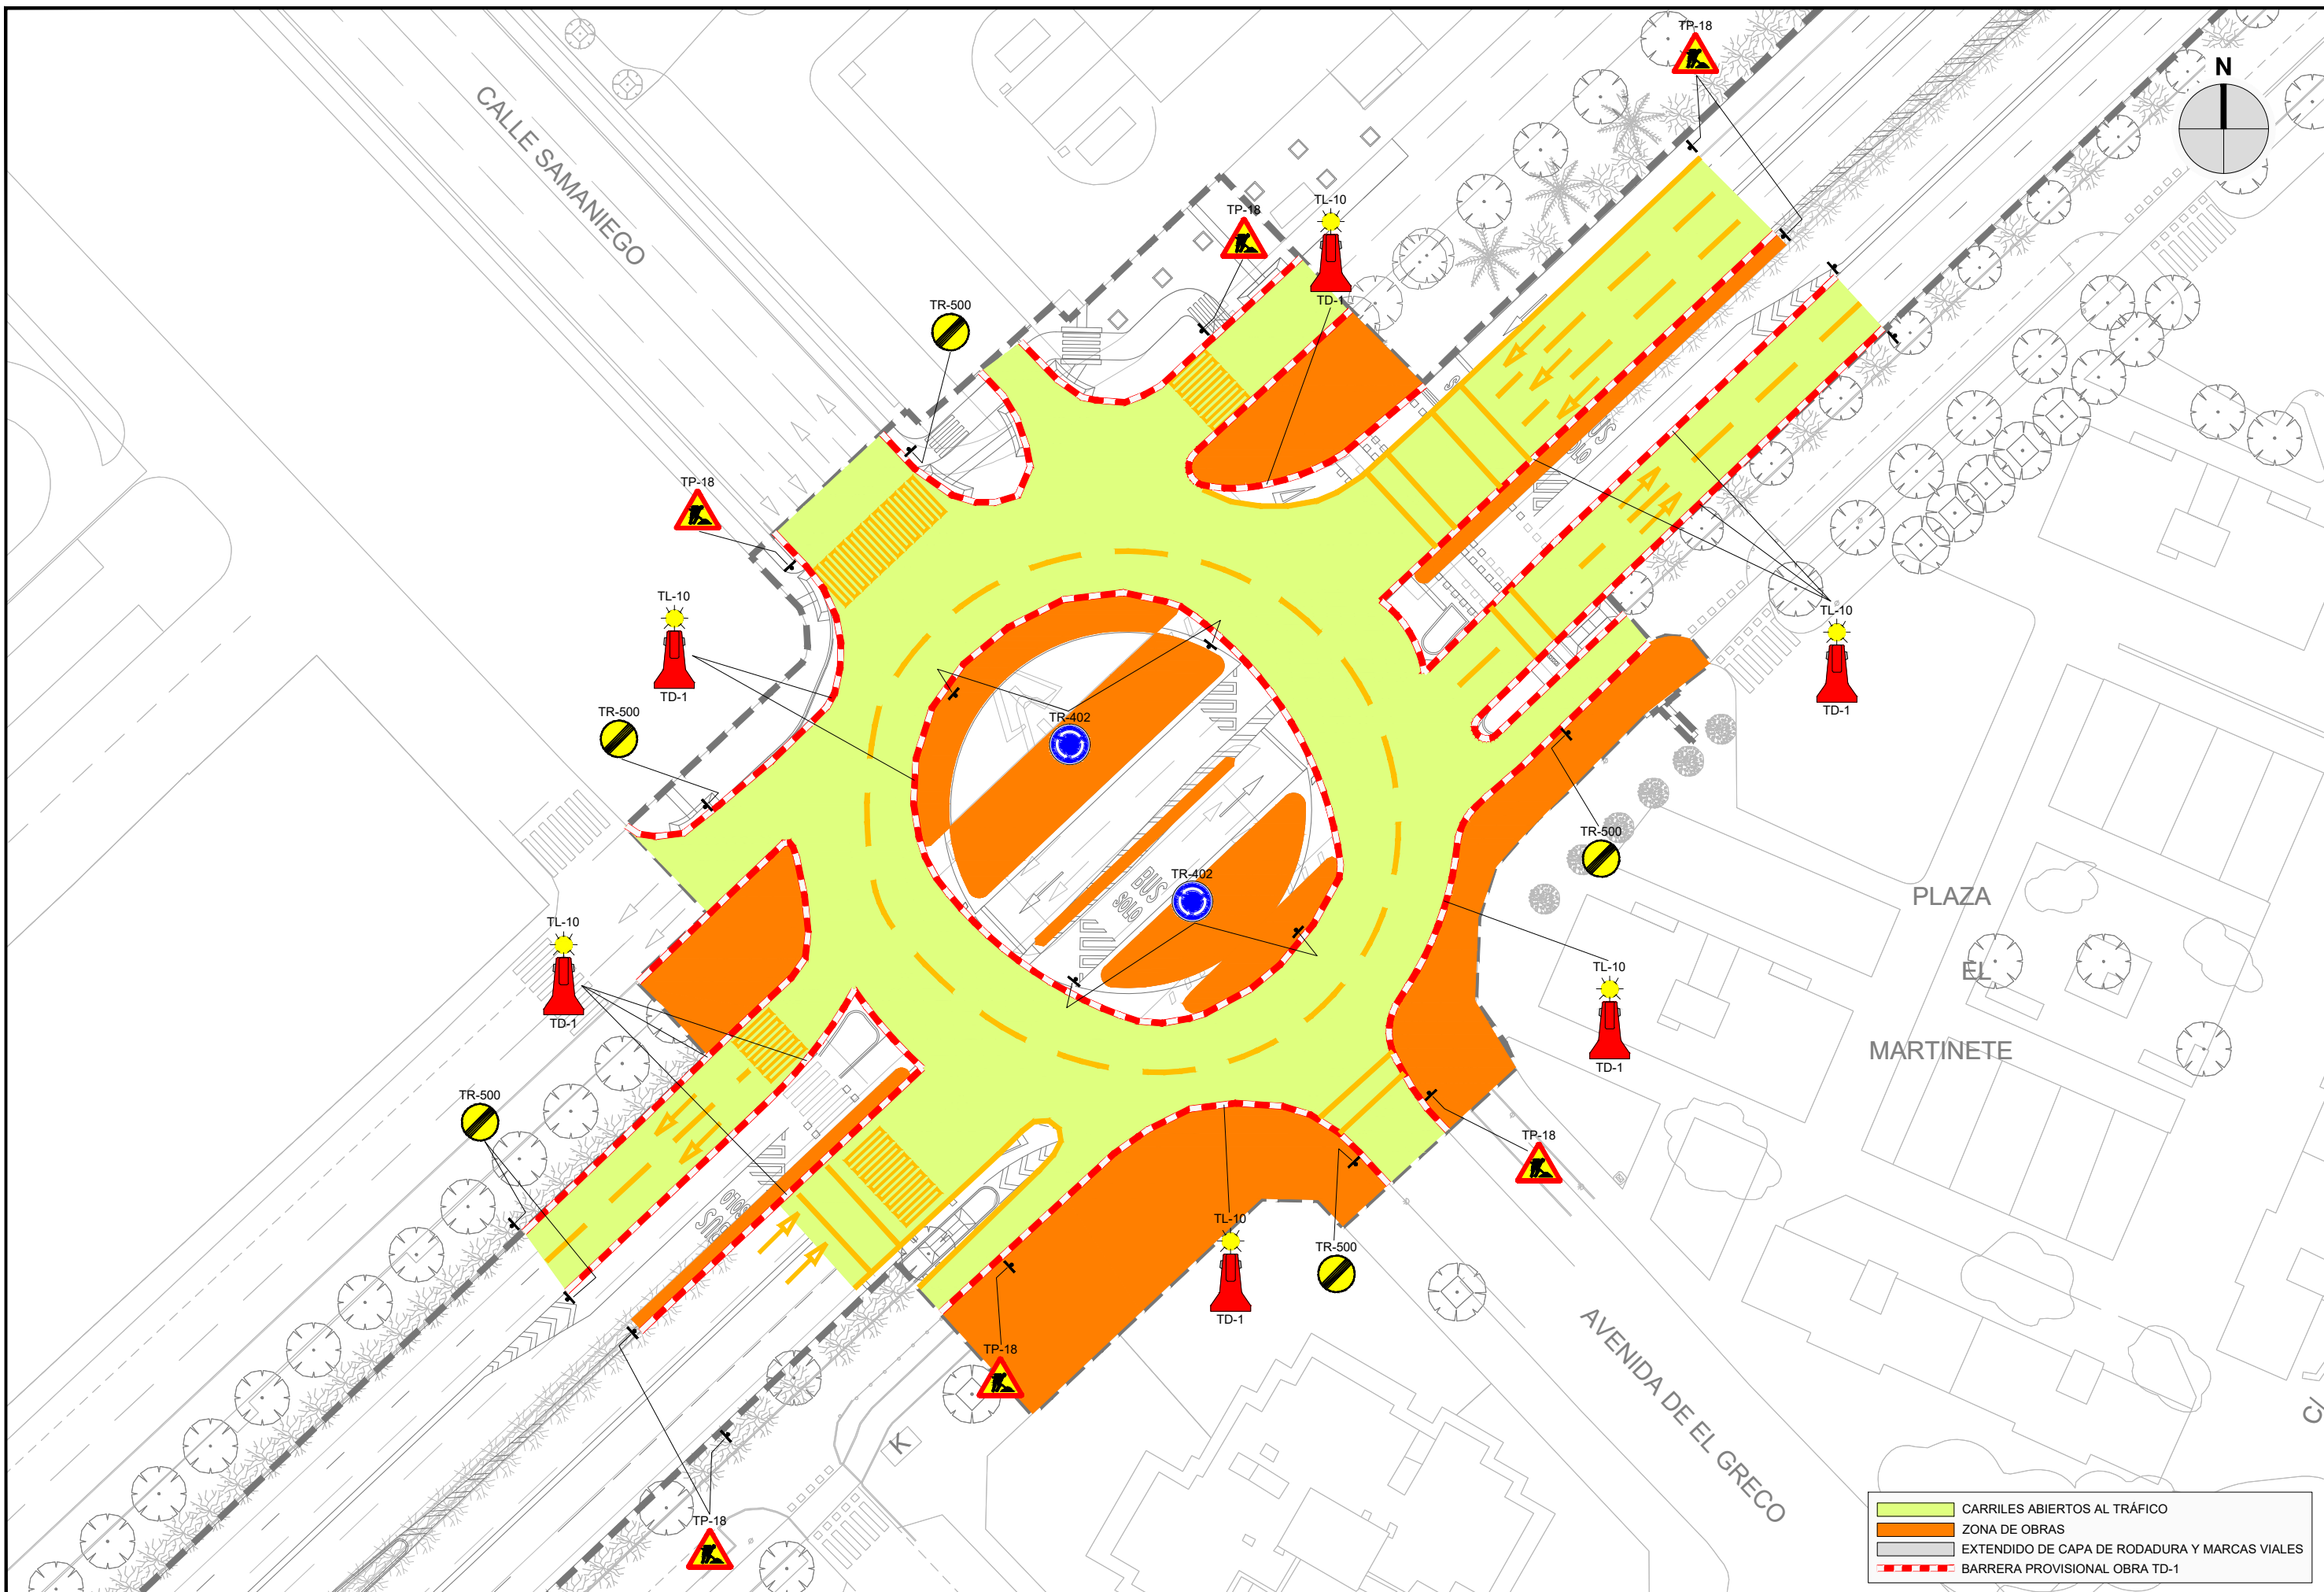 TP-18
N
CALLE SAMANIEGO
TP-18
TL-10
TD-1
TR-500
TP-18
TL-10
TD-1
TL-10
TD-1
TR-500
TR-402
TR-402
BUS
SOLO
TR-500
PLAZA
EL
MARTINETE
TL-10
TD-1
TL-10
TD-1
TR-500
BUS
SOLO
TP-18
TL-10
TD-1
TR-500
TP-18
K
AVENIDA DE EL GRECO
TP-18
CARRILES ABIERTOS AL TRÁFICO
ZONA DE OBRAS
EXTENDIDO DE CAPA DE RODADURA Y MARCAS VIALES
BARRERA PROVISIONAL OBRA TD-1